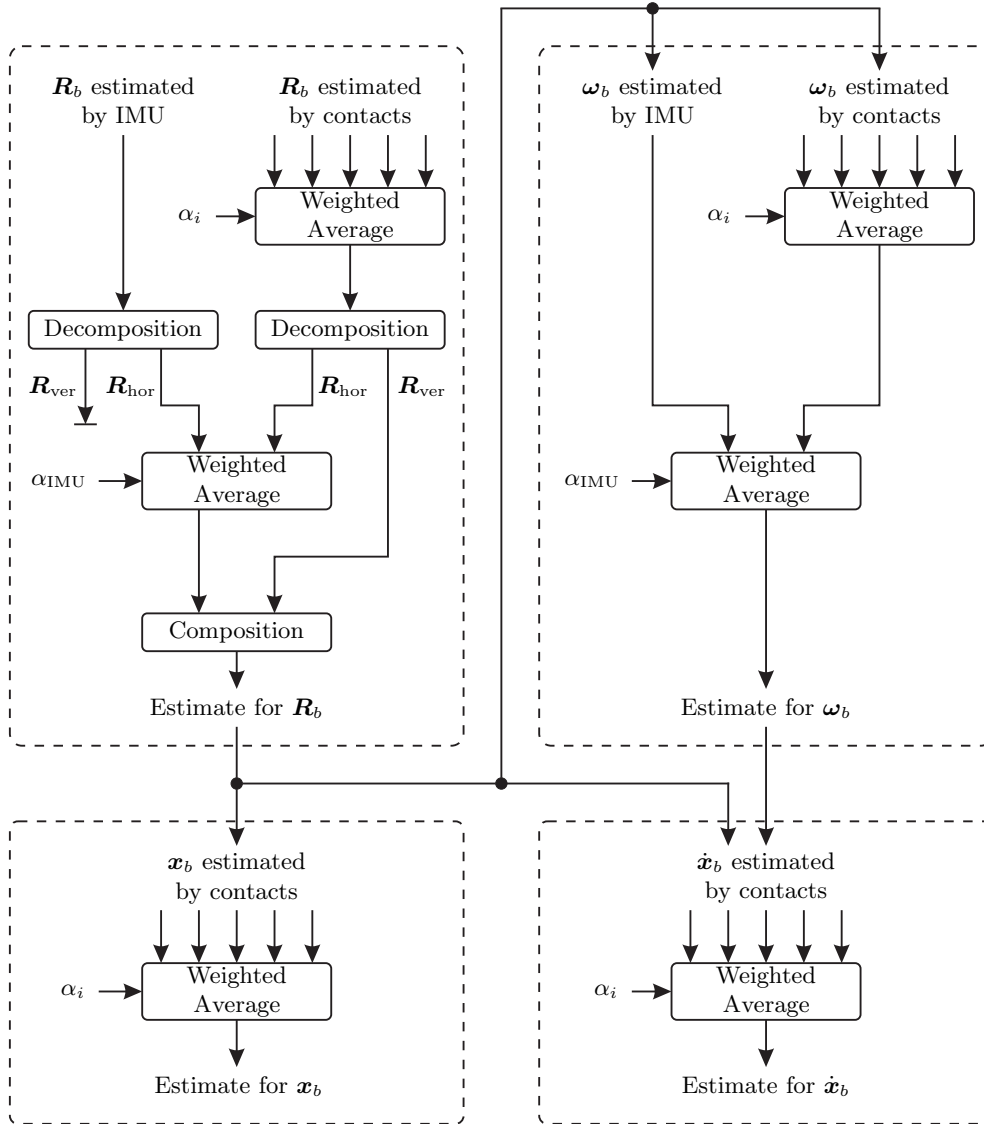 𝑹_b estimated
by IMU
𝑹_b estimated
by contacts
α_i
Weighted
Average
Decomposition
Decomposition
𝑹_ver
𝑹_hor
𝑹_hor
𝑹_ver
α_IMU
Weighted
Average
Composition
Estimate for 𝑹_b
𝝎_b estimated
by IMU
𝝎_b estimated
by contacts
α_i
Weighted
Average
α_IMU
Weighted
Average
Estimate for 𝝎_b
𝒙_b estimated
by contacts
α_i
Weighted
Average
Estimate for 𝒙_b
𝒙̇_b estimated
by contacts
α_i
Weighted
Average
Estimate for 𝒙̇_b